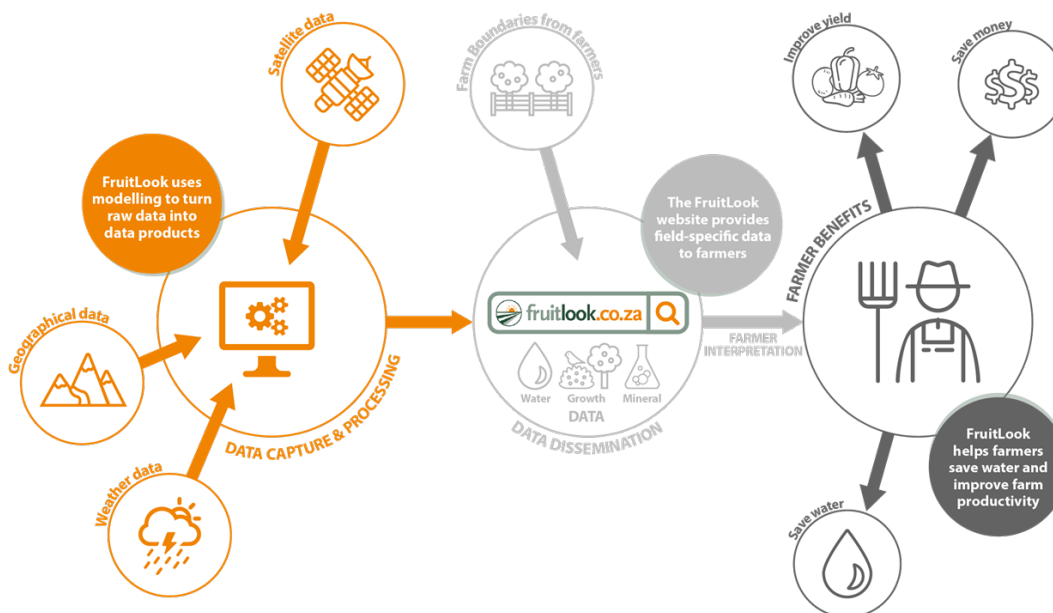 Satellite data
FruitLook uses
modelling to turn
raw data into
data products
Geographical data
Weather data
DATA CAPTURE & PROCESSING
Farm Boundaries from farmers
The FruitLook
website provides
field-specific data
to farmers
fruitlook.co.za
Water
Growth
Mineral
DATA
DATA DISSEMINATION
FARMER
INTERPRETATION
Improve yield
Save money
FARMER BENEFITS
FruitLook
helps farmers
save water and
improve farm
productivity
Save water